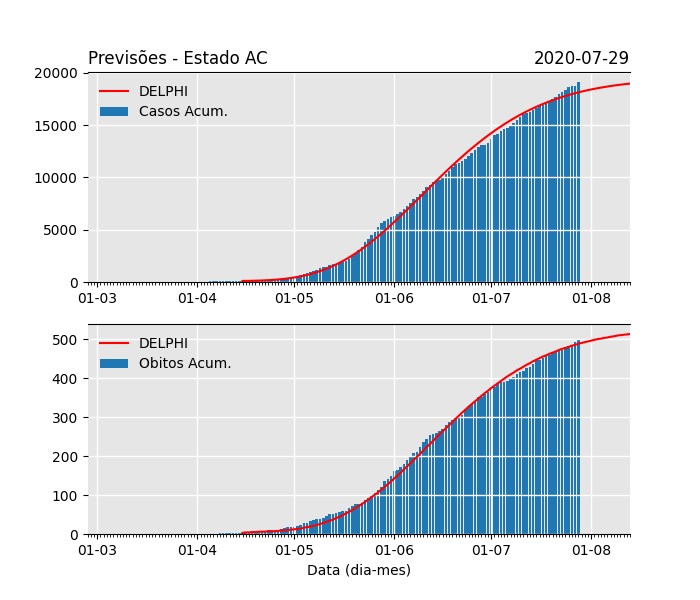 Previsões - Estado AC 2020-07-29
20000
15000
10000
5000
0
DELPHI
Casos Acum.
01-03 01-04 01-05 01-06 01-07 01-08
500
400
300
200
100
0
DELPHI
Obitos Acum.
01-03 01-04 01-05 01-06 01-07 01-08
Data (dia-mes)